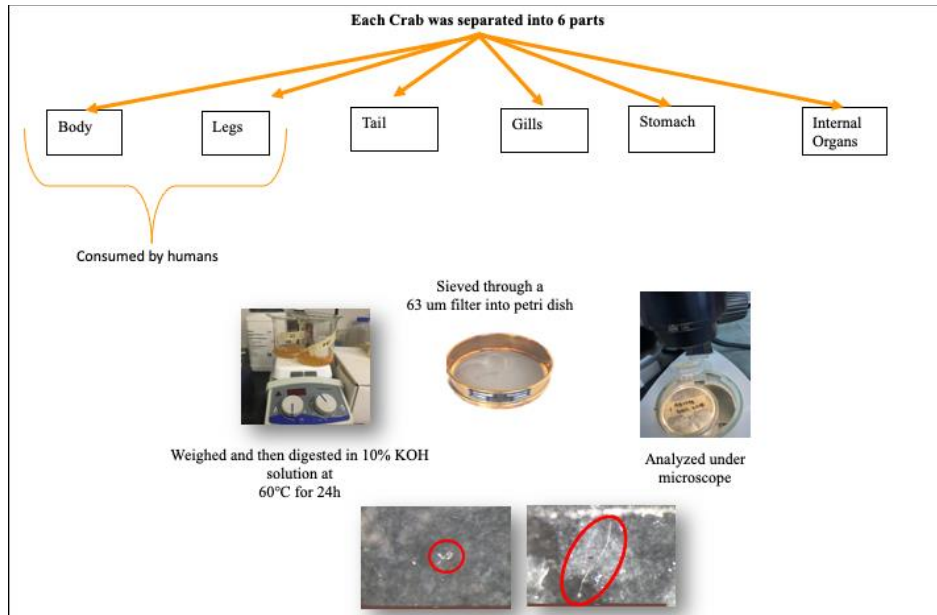 Each Crab was separated into 6 parts
Body
Legs
Tail
Gills
Stomach
Internal
Organs
Consumed by humans
Sieved through a
63 um filter into petri dish
Weighed and then digested in 10% KOH
solution at
60°C for 24h
Analyzed under
microscope